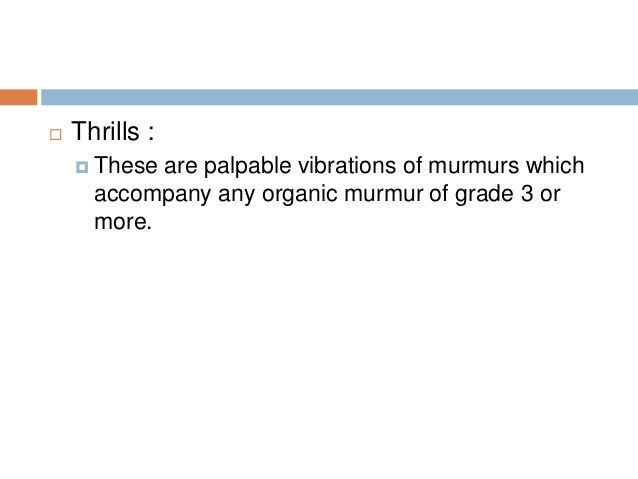 Thrills :
These are palpable vibrations of murmurs which
accompany any organic murmur of grade 3 or
more.